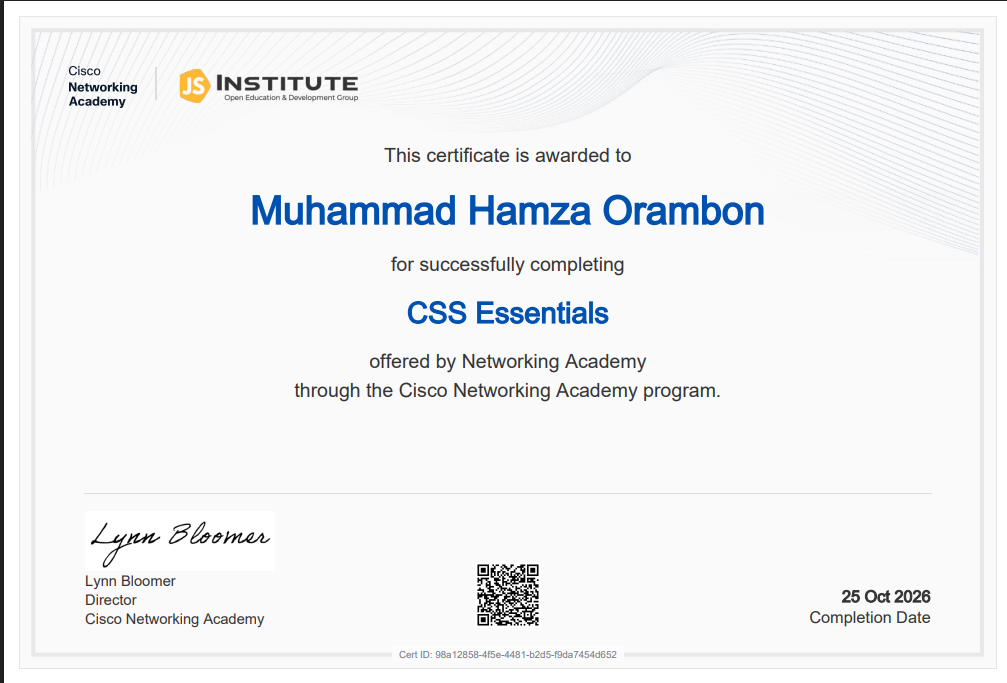 Cisco
Networking
Academy
JS INSTITUTE
Open Education & Development Group
This certificate is awarded to
Muhammad Hamza Orambon
for successfully completing
CSS Essentials
offered by Networking Academy
through the Cisco Networking Academy program.
Lynn Bloomer
Lynn Bloomer
Director
Cisco Networking Academy
25 Oct 2026
Completion Date
Cert ID: 98a12858-4f5e-4481-b2d5-f9da7454d652